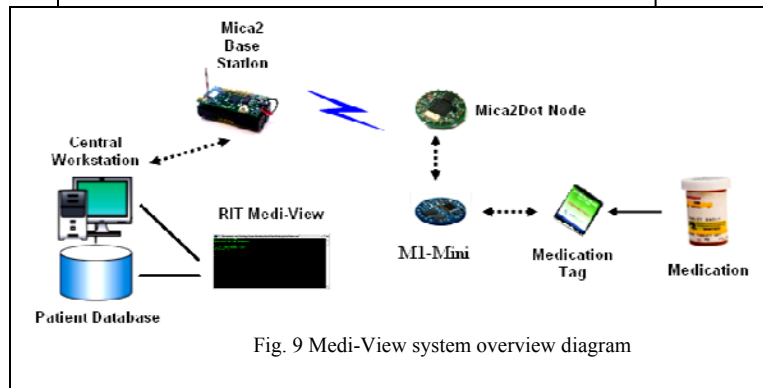 Mica2
Base
Station
Mica2Dot Node
Central
Workstation
RIT Medi-View
M1-Mini
Medication
Tag
Medication
Patient Database
Fig. 9 Medi-View system overview diagram